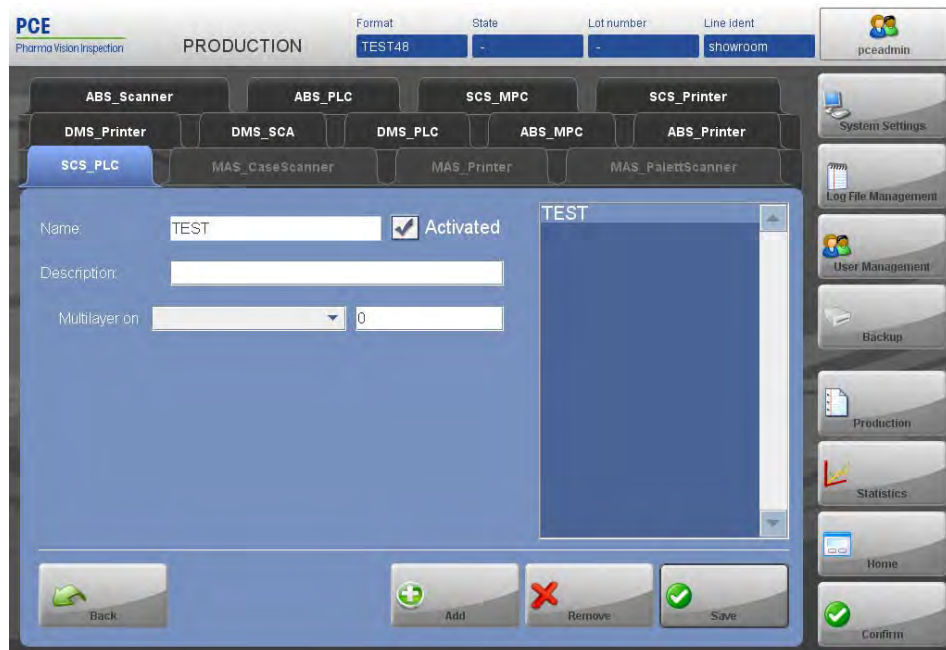 PCE
Pharma Vision Inspection
PRODUCTION
Format
State
Lot number
Line ident
TEST48
-
-
showroom
pceadmin
ABS_Scanner
ABS_PLC
SCS_MPC
SCS_Printer
DMS_Printer
DMS_SCA
DMS_PLC
ABS_MPC
ABS_Printer
SCS_PLC
MAS_CaseScanner
MAS_Printer
MAS_PalettScanner
Name:
TEST
Activated
Description:
Multilayer on
0
TEST
Back
Add
Remove
Save
System Settings
Log File Management
User Management
Backup
Production
Statistics
Home
Confirm